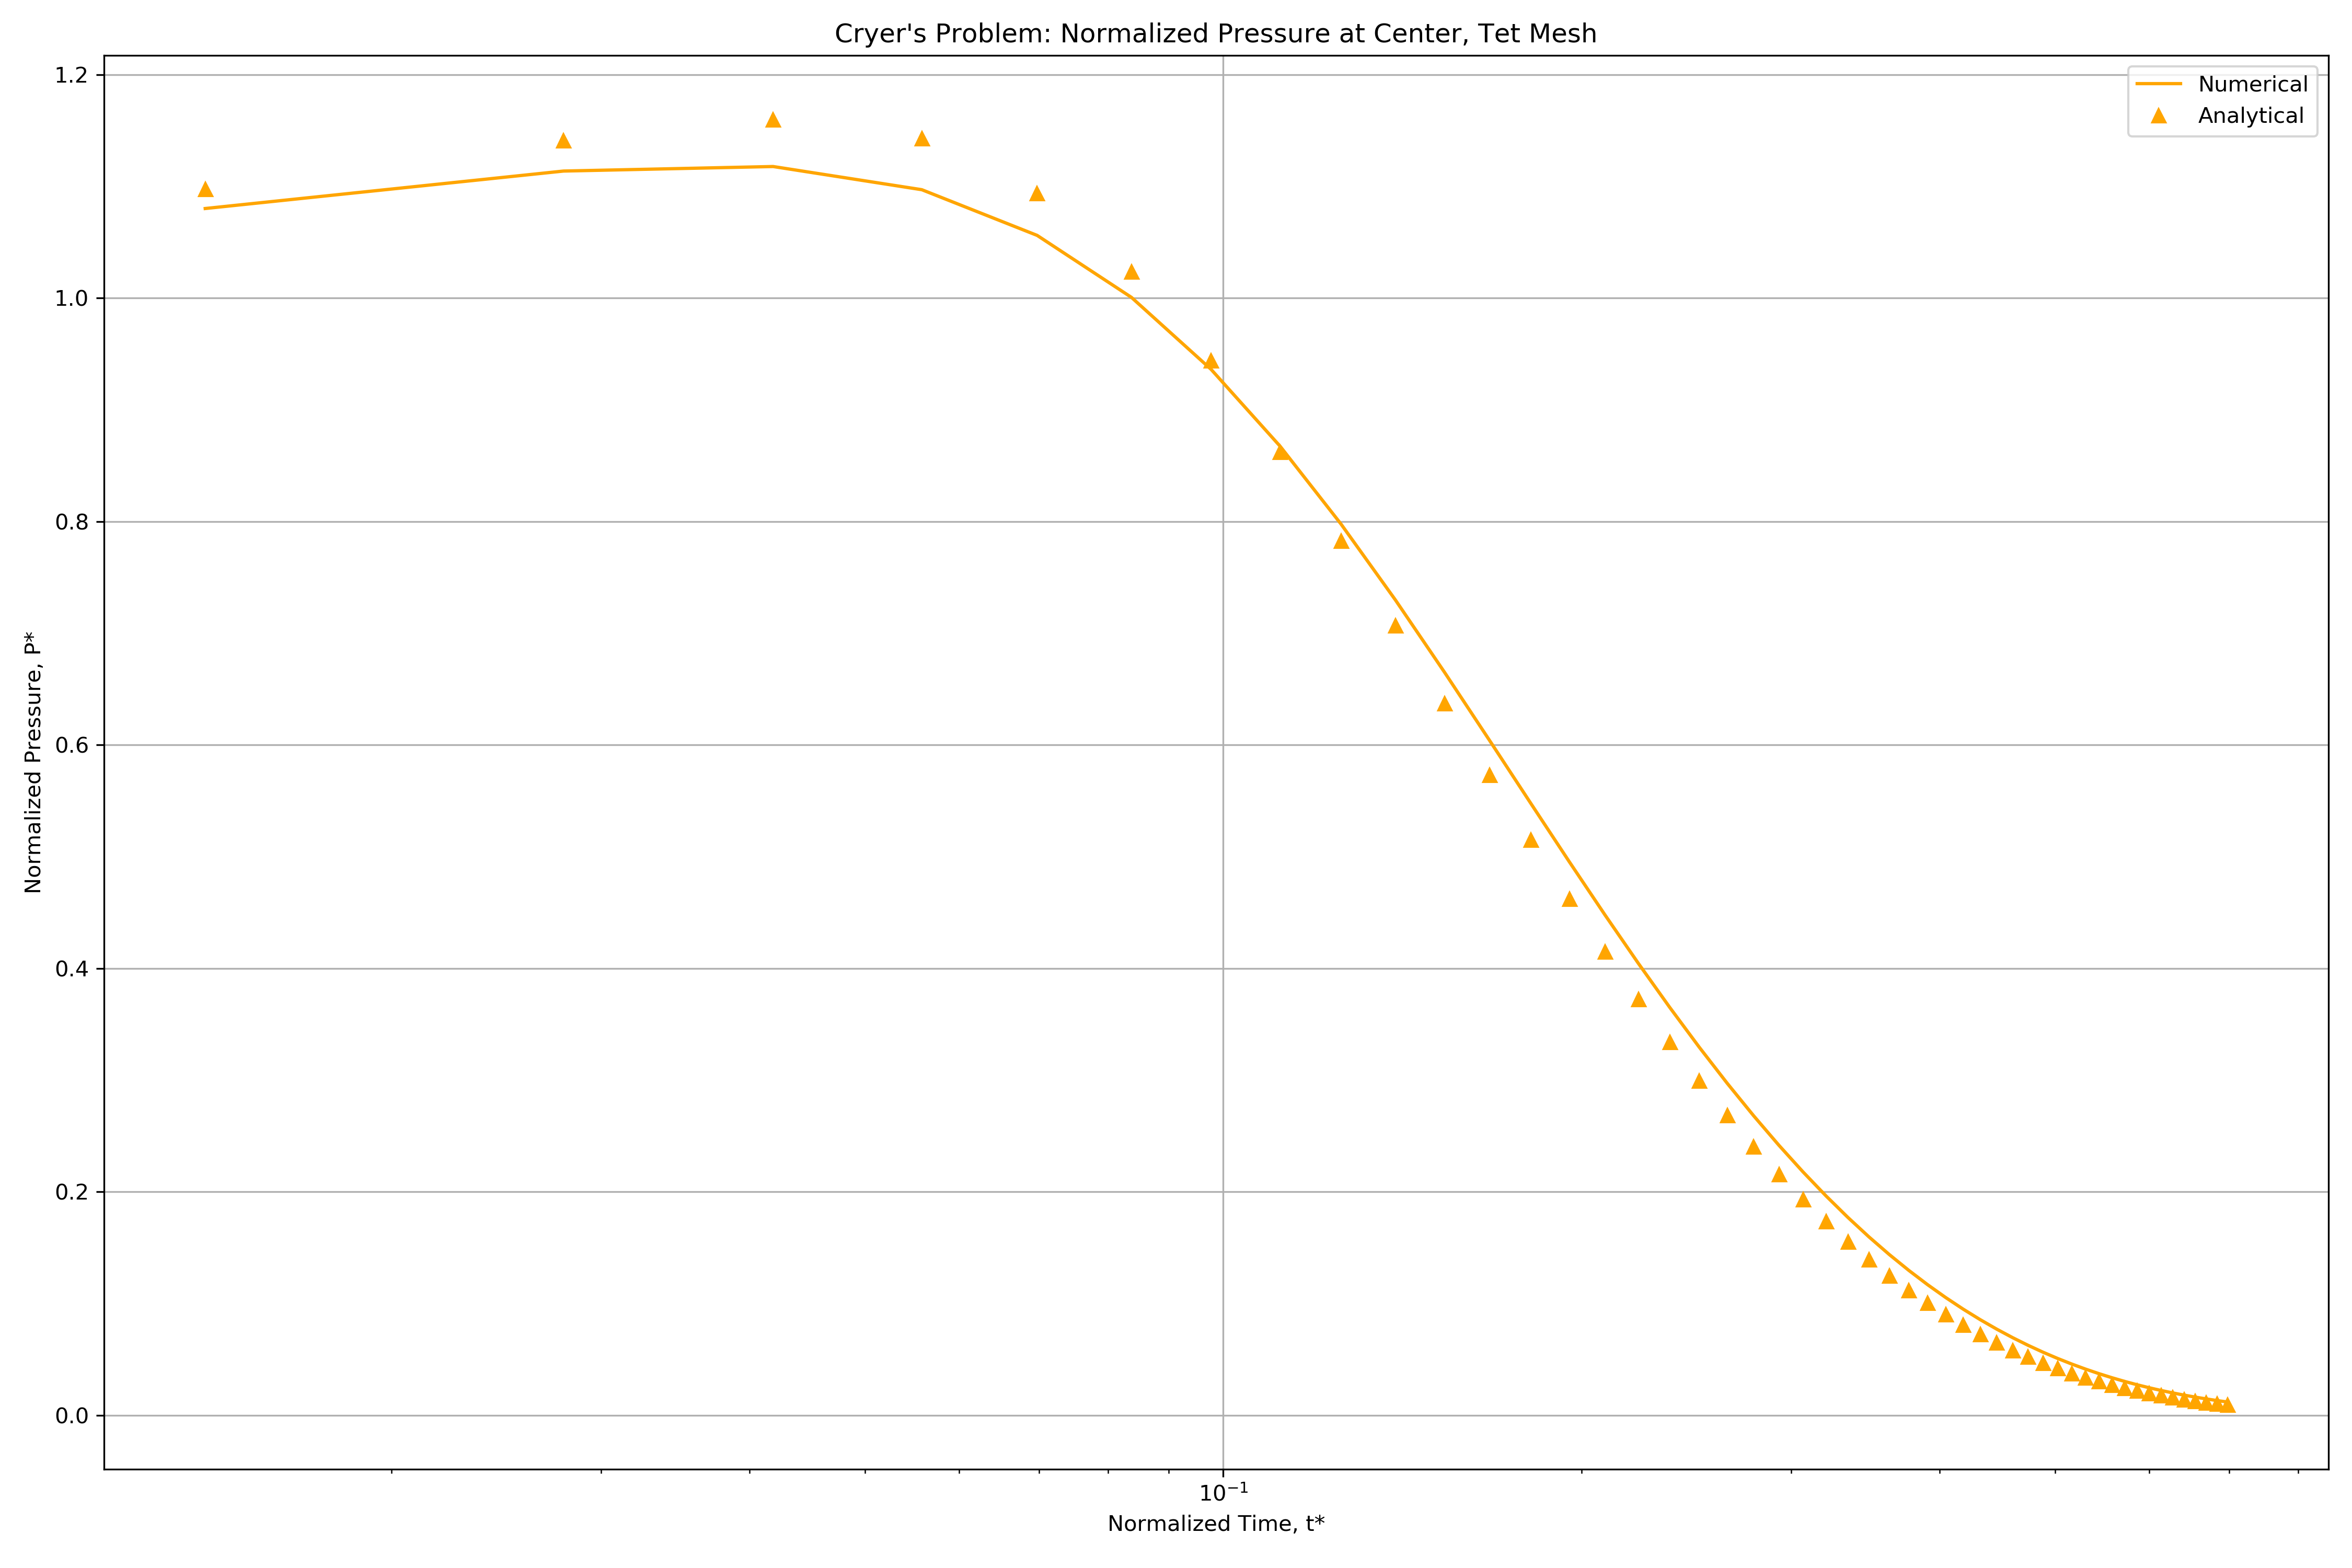 Cryer's Problem: Normalized Pressure at Center, Tet Mesh
Numerical
Analytical
Normalized Pressure, P*
1.2
1.0
0.8
0.6
0.4
0.2
0.0
10⁻¹
Normalized Time, t*